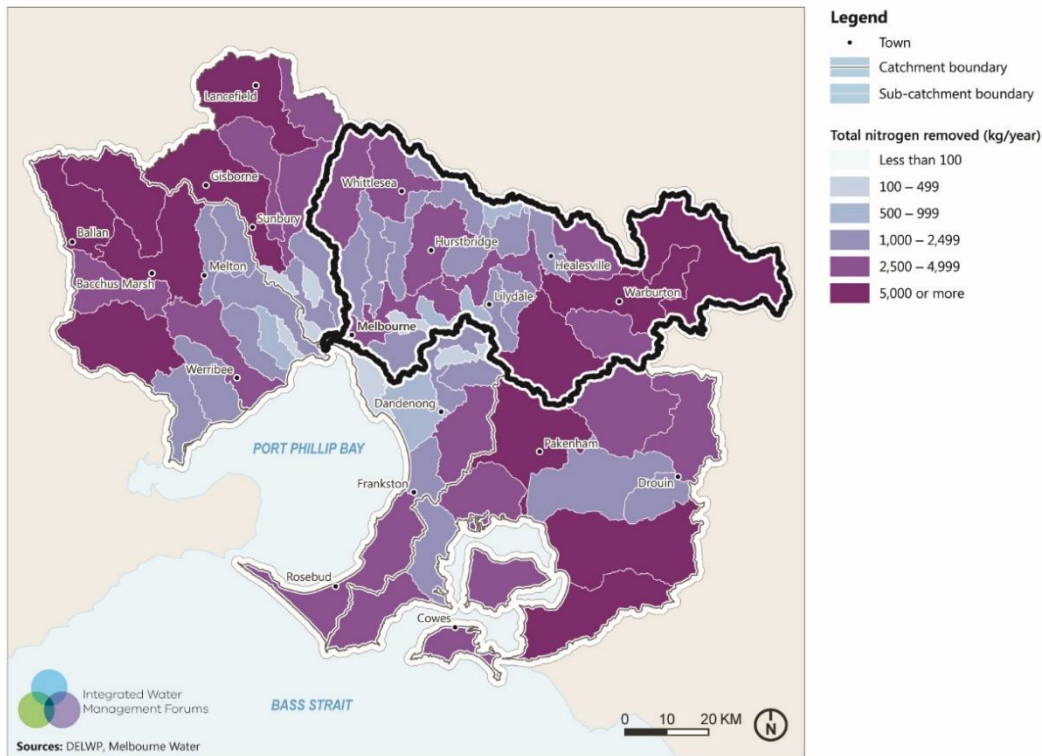 Lancefield
Gisborne
Whittlesea
Sunbury
Ballan
Hurstbridge
Healesville
Melton
Bacchus Marsh
Lilydale
Warburton
Melbourne
Werribee
Dandenong
PORT PHILLIP BAY
Pakenham
Frankston
Drouin
Rosebud
Cowes
BASS STRAIT
Integrated Water
Management Forums
0 10 20 KM
N
Sources: DELWP, Melbourne Water
Legend
Town
Catchment boundary
Sub-catchment boundary
Total nitrogen removed (kg/year)
Less than 100
100 – 499
500 – 999
1,000 – 2,499
2,500 – 4,999
5,000 or more